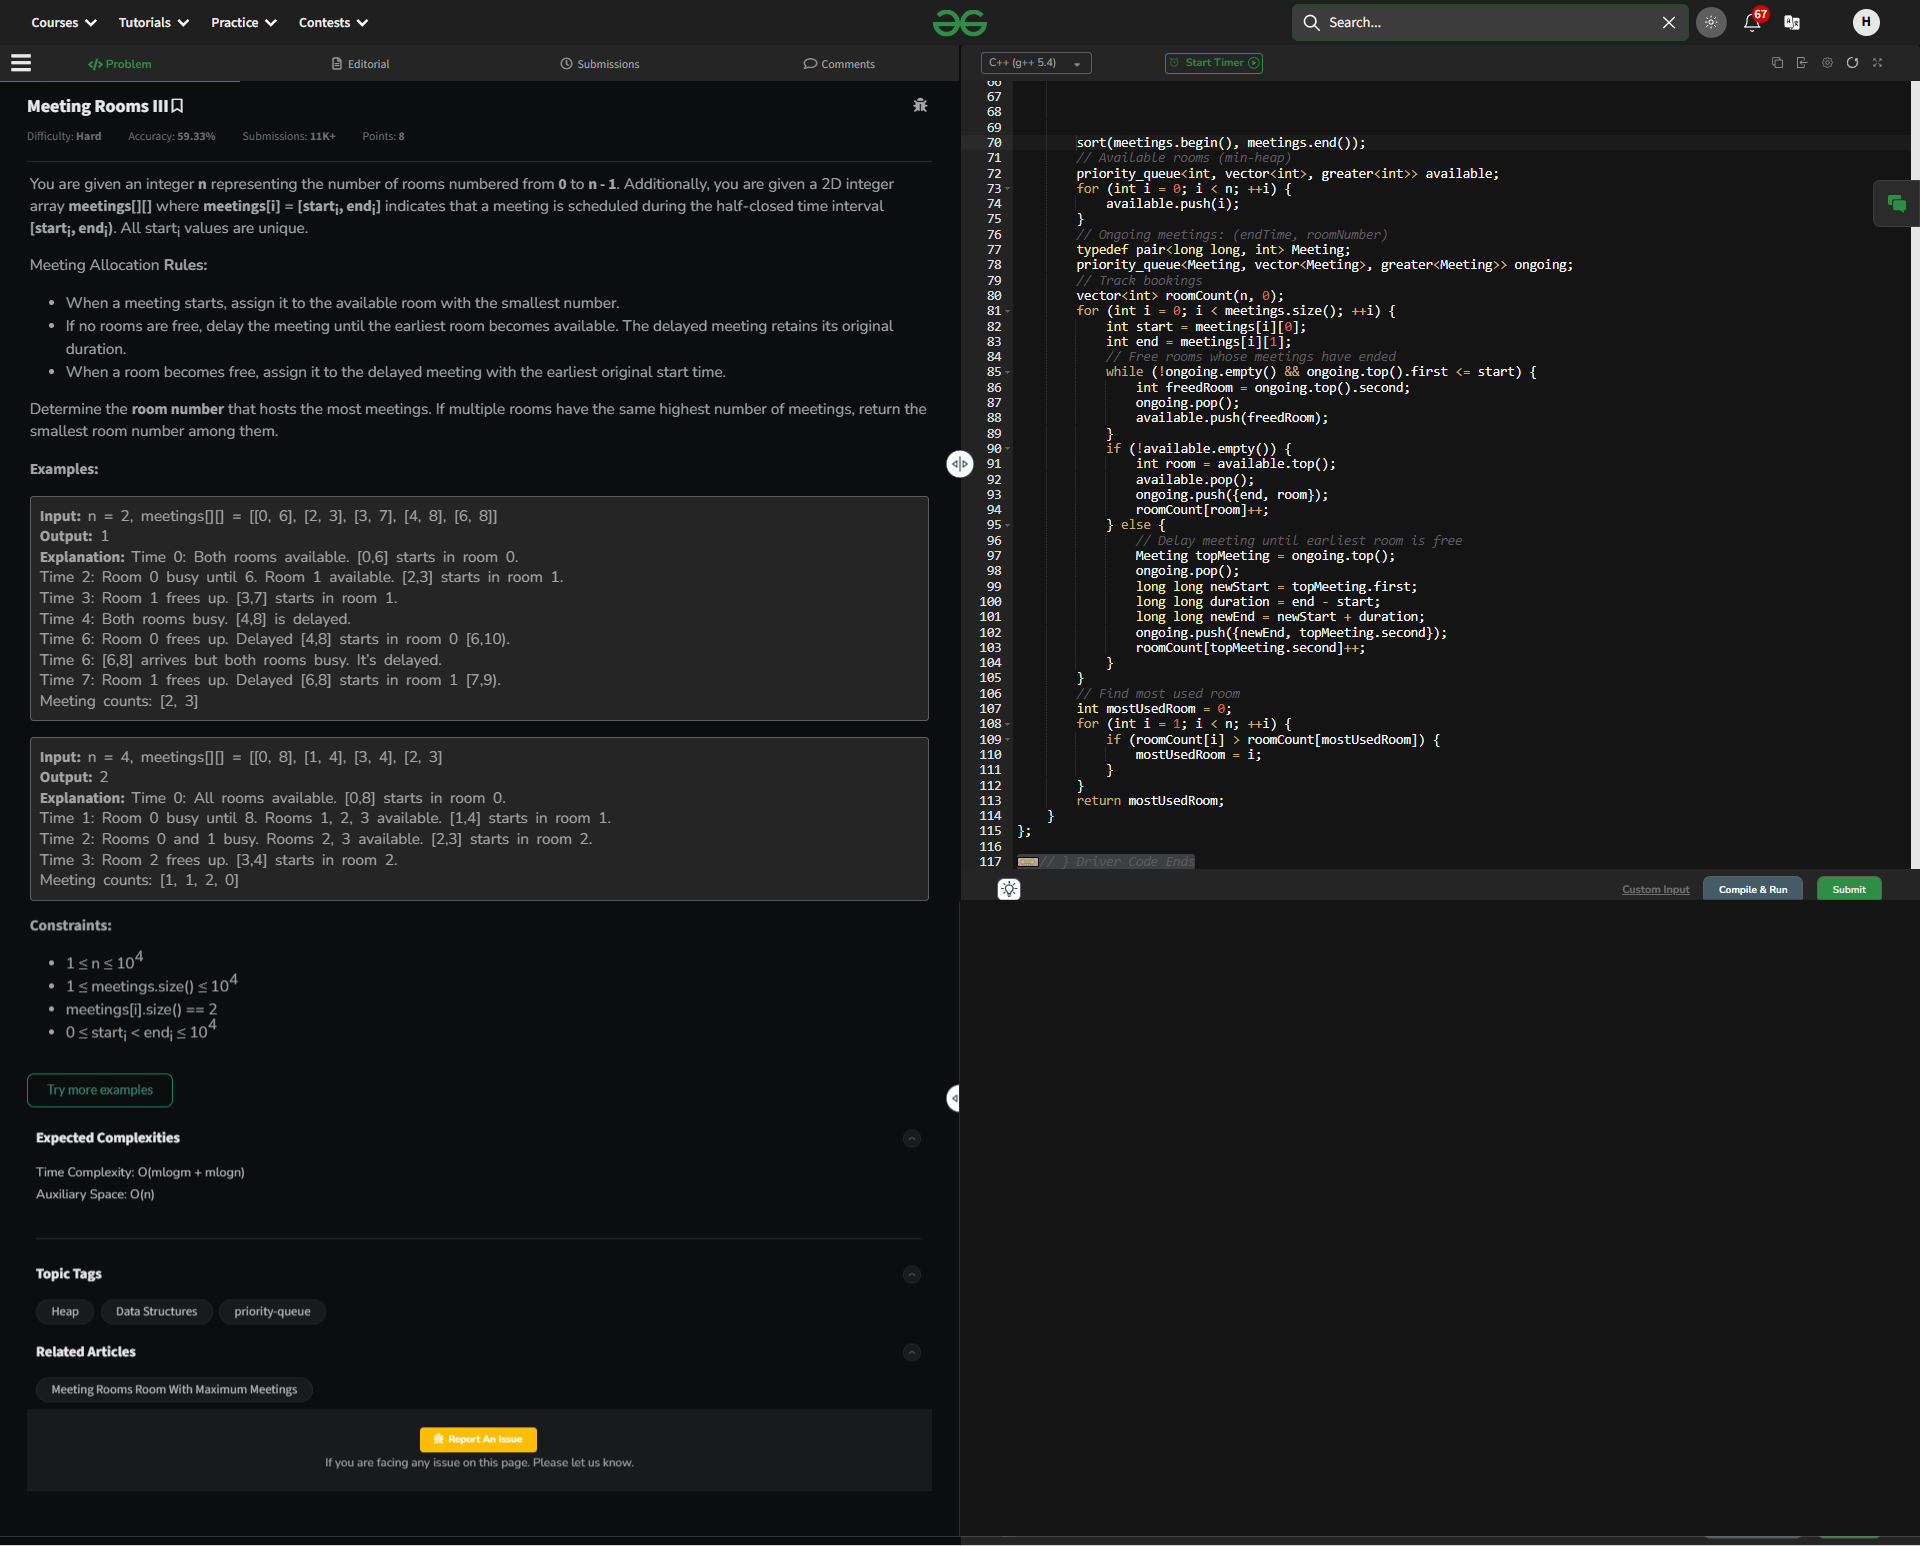 Courses
Tutorials
Practice
Contests
Search...
67
H
Problem
Editorial
Submissions
Comments
C++ (g++ 5.4)
Start Timer
Meeting Rooms III
Difficulty: Hard Accuracy: 59.33% Submissions: 11K+ Points: 8
You are given an integer n representing the number of rooms numbered from 0 to n - 1. Additionally, you are given a 2D integer
array meetings[][] where meetings[i] = [starti, endi] indicates that a meeting is scheduled during the half-closed time interval
[starti, endi). All starti values are unique.
Meeting Allocation Rules:
• When a meeting starts, assign it to the available room with the smallest number.
• If no rooms are free, delay the meeting until the earliest room becomes available. The delayed meeting retains its original
duration.
• When a room becomes free, assign it to the delayed meeting with the earliest original start time.
Determine the room number that hosts the most meetings. If multiple rooms have the same highest number of meetings, return the
smallest room number among them.
Examples:
Input: n = 2, meetings[][] = [[0, 6], [2, 3], [3, 7], [4, 8], [6, 8]]
Output: 1
Explanation: Time 0: Both rooms available. [0,6] starts in room 0.
Time 2: Room 0 busy until 6. Room 1 available. [2,3] starts in room 1.
Time 3: Room 1 frees up. [3,7] starts in room 1.
Time 4: Both rooms busy. [4,8] is delayed.
Time 6: Room 0 frees up. Delayed [4,8] starts in room 0 [6,10).
Time 6: [6,8] arrives but both rooms busy. It's delayed.
Time 7: Room 1 frees up. Delayed [6,8] starts in room 1 [7,9).
Meeting counts: [2, 3]
Input: n = 4, meetings[][] = [[0, 8], [1, 4], [3, 4], [2, 3]
Output: 2
Explanation: Time 0: All rooms available. [0,8] starts in room 0.
Time 1: Room 0 busy until 8. Rooms 1, 2, 3 available. [1,4] starts in room 1.
Time 2: Rooms 0 and 1 busy. Rooms 2, 3 available. [2,3] starts in room 2.
Time 3: Room 2 frees up. [3,4] starts in room 2.
Meeting counts: [1, 1, 2, 0]
Constraints:
• 1 ≤ n ≤ 10^4
• 1 ≤ meetings.size() ≤ 10^4
• meetings[i].size() == 2
• 0 ≤ starti < endi ≤ 10^4
Try more examples
Expected Complexities
Time Complexity: O(mlogm + mlogn)
Auxiliary Space: O(n)
Topic Tags
Heap
Data Structures
priority-queue
Related Articles
Meeting Rooms Room With Maximum Meetings
Report An Issue
If you are facing any issue on this page. Please let us know.
66
67
68
69
70 sort(meetings.begin(), meetings.end());
71 // Available rooms (min-heap)
72 priority_queue<int, vector<int>, greater<int>> available;
73 for (int i = 0; i < n; ++i) {
74 available.push(i);
75 }
76 // Ongoing meetings: (endTime, roomNumber)
77 typedef pair<long long, int> Meeting;
78 priority_queue<Meeting, vector<Meeting>, greater<Meeting>> ongoing;
79 // Track bookings
80 vector<int> roomCount(n, 0);
81 for (int i = 0; i < meetings.size(); ++i) {
82 int start = meetings[i][0];
83 int end = meetings[i][1];
84 // Free rooms whose meetings have ended
85 while (!ongoing.empty() && ongoing.top().first <= start) {
86 int freedRoom = ongoing.top().second;
87 ongoing.pop();
88 available.push(freedRoom);
89 }
90 if (!available.empty()) {
91 int room = available.top();
92 available.pop();
93 ongoing.push({end, room});
94 roomCount[room]++;
95 } else {
96 // Delay meeting until earliest room is free
97 Meeting topMeeting = ongoing.top();
98 ongoing.pop();
99 long long newStart = topMeeting.first;
100 long long duration = end - start;
101 long long newEnd = newStart + duration;
102 ongoing.push({newEnd, topMeeting.second});
103 roomCount[topMeeting.second]++;
104 }
105 }
106 // Find most used room
107 int mostUsedRoom = 0;
108 for (int i = 1; i < n; ++i) {
109 if (roomCount[i] > roomCount[mostUsedRoom]) {
110 mostUsedRoom = i;
111 }
112 }
113 return mostUsedRoom;
114 }
115 };
116
117 // } Driver Code Ends
Custom Input
Compile & Run
Submit